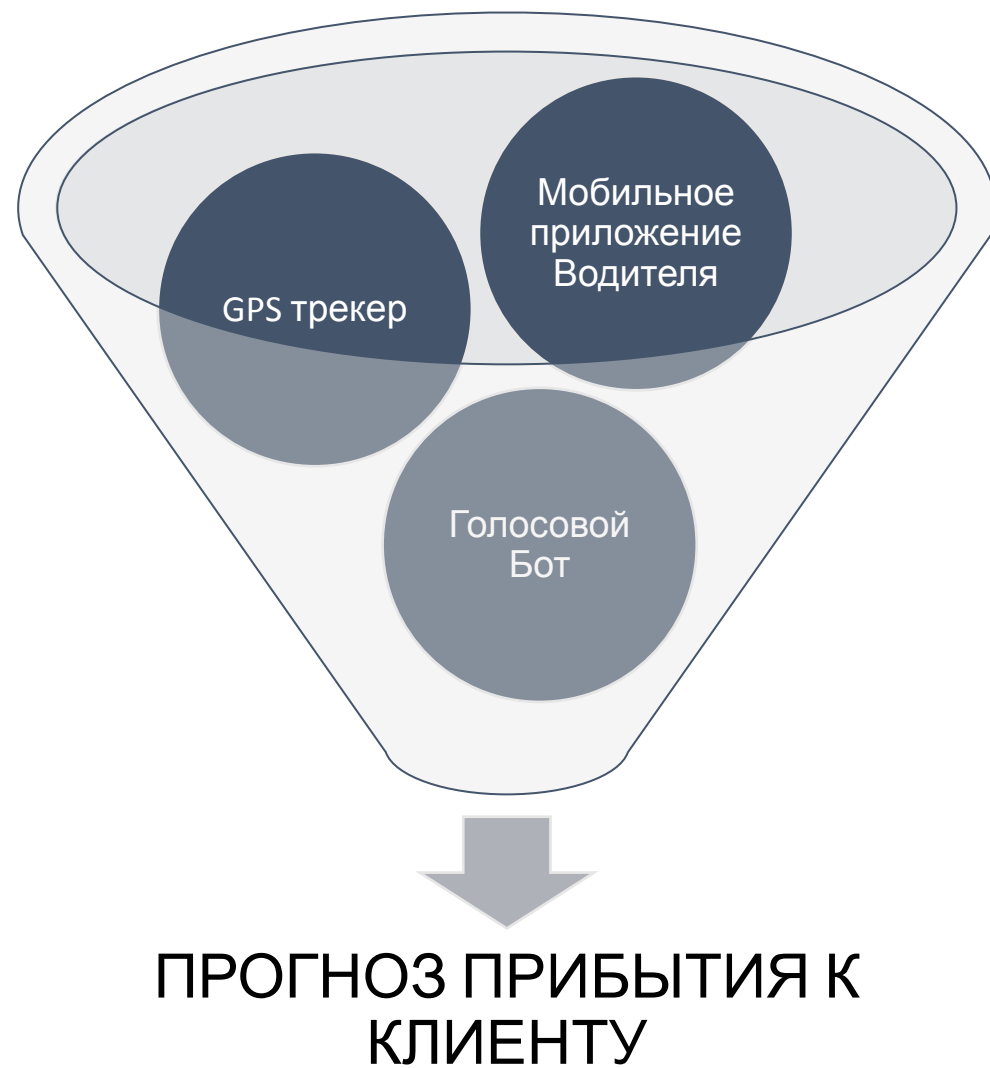 Мобильное
приложение
Водителя
GPS трекер
Голосовой
Бот
ПРОГНОЗ ПРИБЫТИЯ К
КЛИЕНТУ